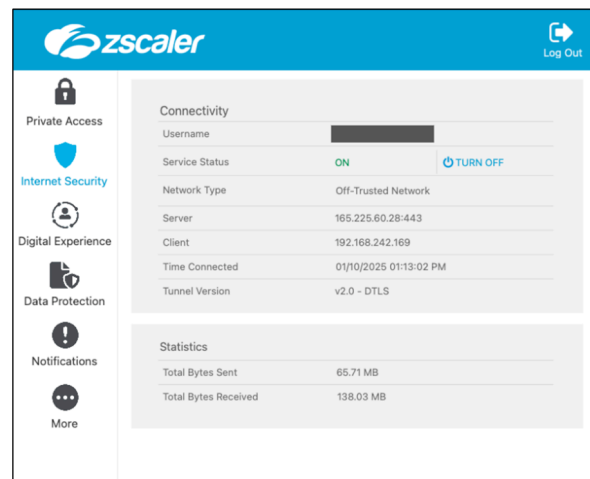 zscaler
Log Out
Private Access
Internet Security
Digital Experience
Data Protection
Notifications
More
Connectivity
Username
Service Status ON TURN OFF
Network Type Off-Trusted Network
Server 165.225.60.28:443
Client 192.168.242.169
Time Connected 01/10/2025 01:13:02 PM
Tunnel Version v2.0 - DTLS
Statistics
Total Bytes Sent 65.71 MB
Total Bytes Received 138.03 MB